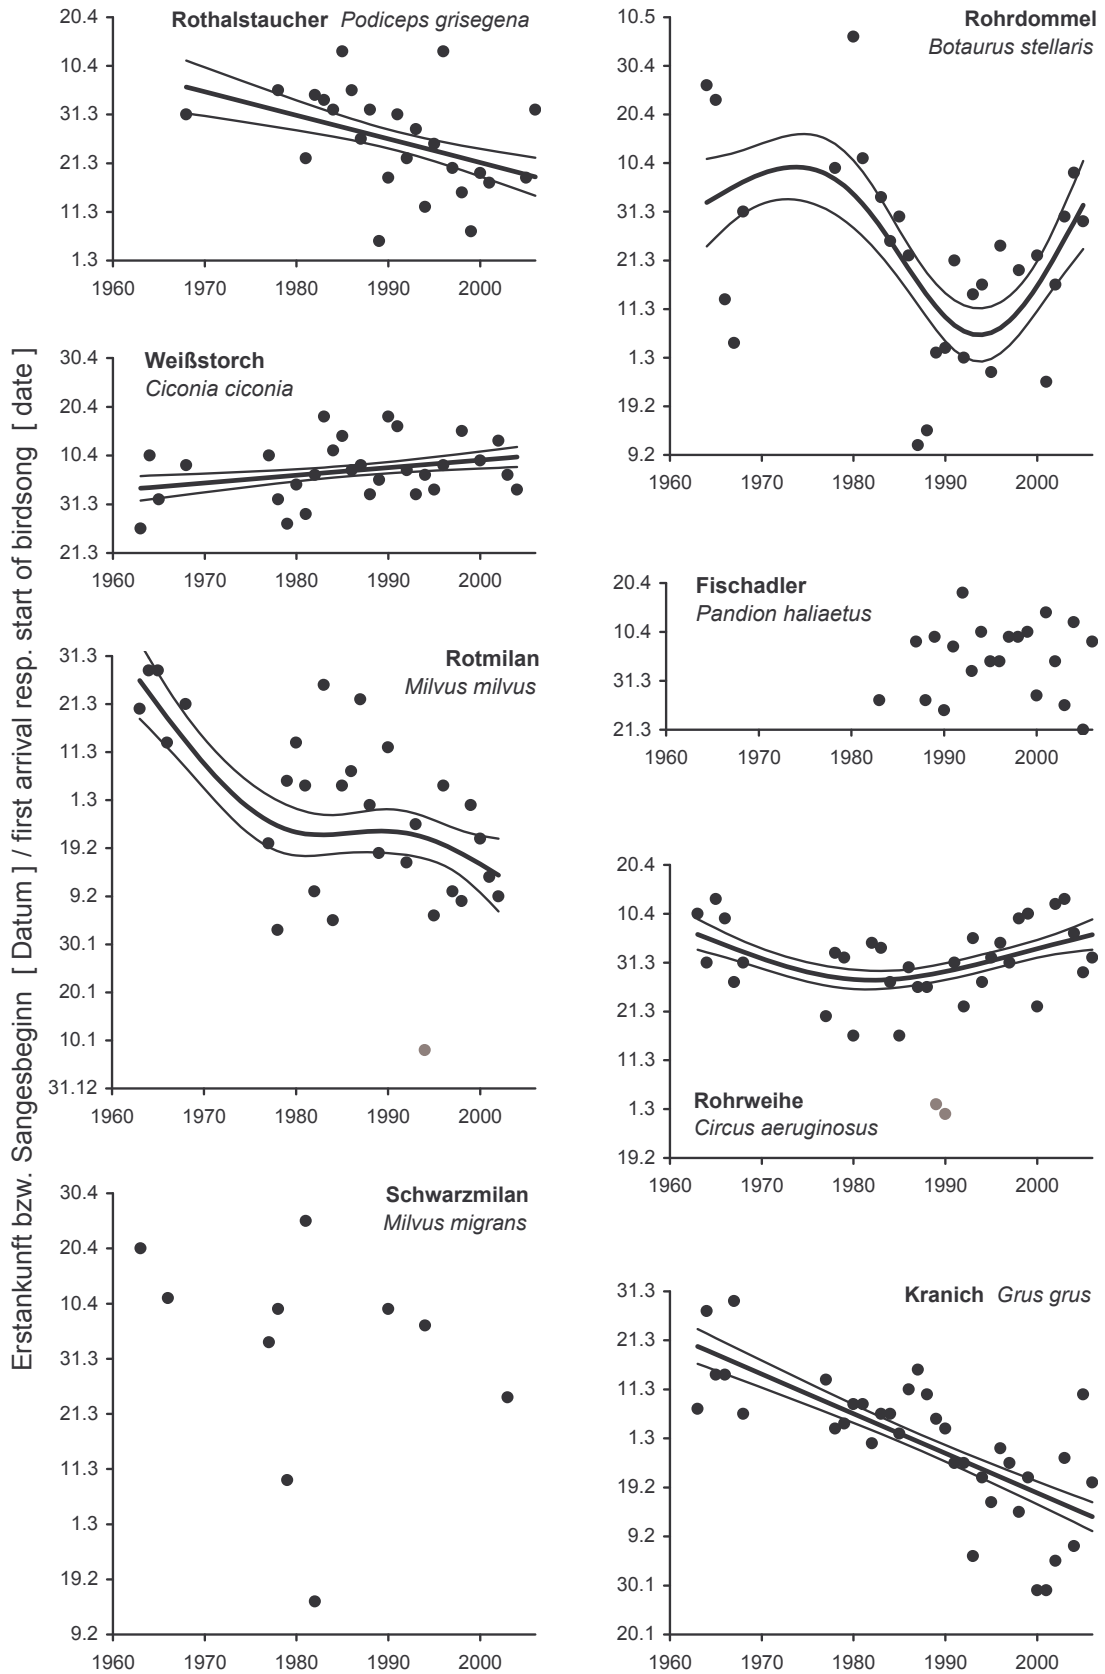 Erstankunft bzw. Sangesbeginn [ Datum ] / first arrival resp. start of birdsong [ date ]
Rothalstaucher Podiceps grisegena
20.4
10.4
31.3
21.3
11.3
1.3
1960 1970 1980 1990 2000
Weißstorch
Ciconia ciconia
30.4
20.4
10.4
31.3
21.3
1960 1970 1980 1990 2000
Rotmilan
Milvus milvus
31.3
21.3
11.3
1.3
19.2
9.2
30.1
20.1
10.1
31.12
1960 1970 1980 1990 2000
Schwarzmilan
Milvus migrans
30.4
20.4
10.4
31.3
21.3
11.3
1.3
19.2
9.2
1960 1970 1980 1990 2000
Rohrdommel
Botaurus stellaris
10.5
30.4
20.4
10.4
31.3
21.3
11.3
1.3
19.2
9.2
1960 1970 1980 1990 2000
Fischadler
Pandion haliaetus
20.4
10.4
31.3
21.3
1960 1970 1980 1990 2000
20.4
10.4
31.3
21.3
11.3
1.3
19.2
Rohrweihe
Circus aeruginosus
1960 1970 1980 1990 2000
Kranich Grus grus
31.3
21.3
11.3
1.3
19.2
9.2
30.1
20.1
1960 1970 1980 1990 2000